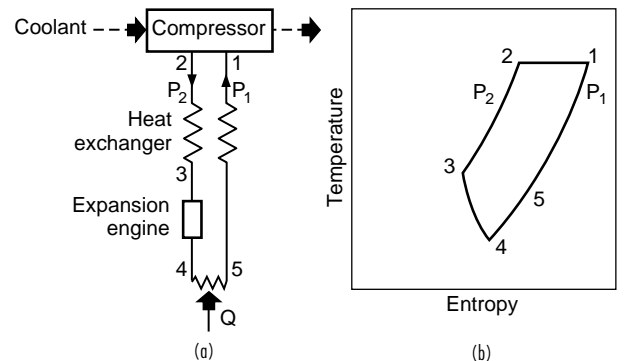 Coolant
Compressor
2
1
P2
P1
Heat
exchanger
3
Expansion
engine
4
5
Q
(a)
Temperature
2
1
P2
P1
3
5
4
Entropy
(b)